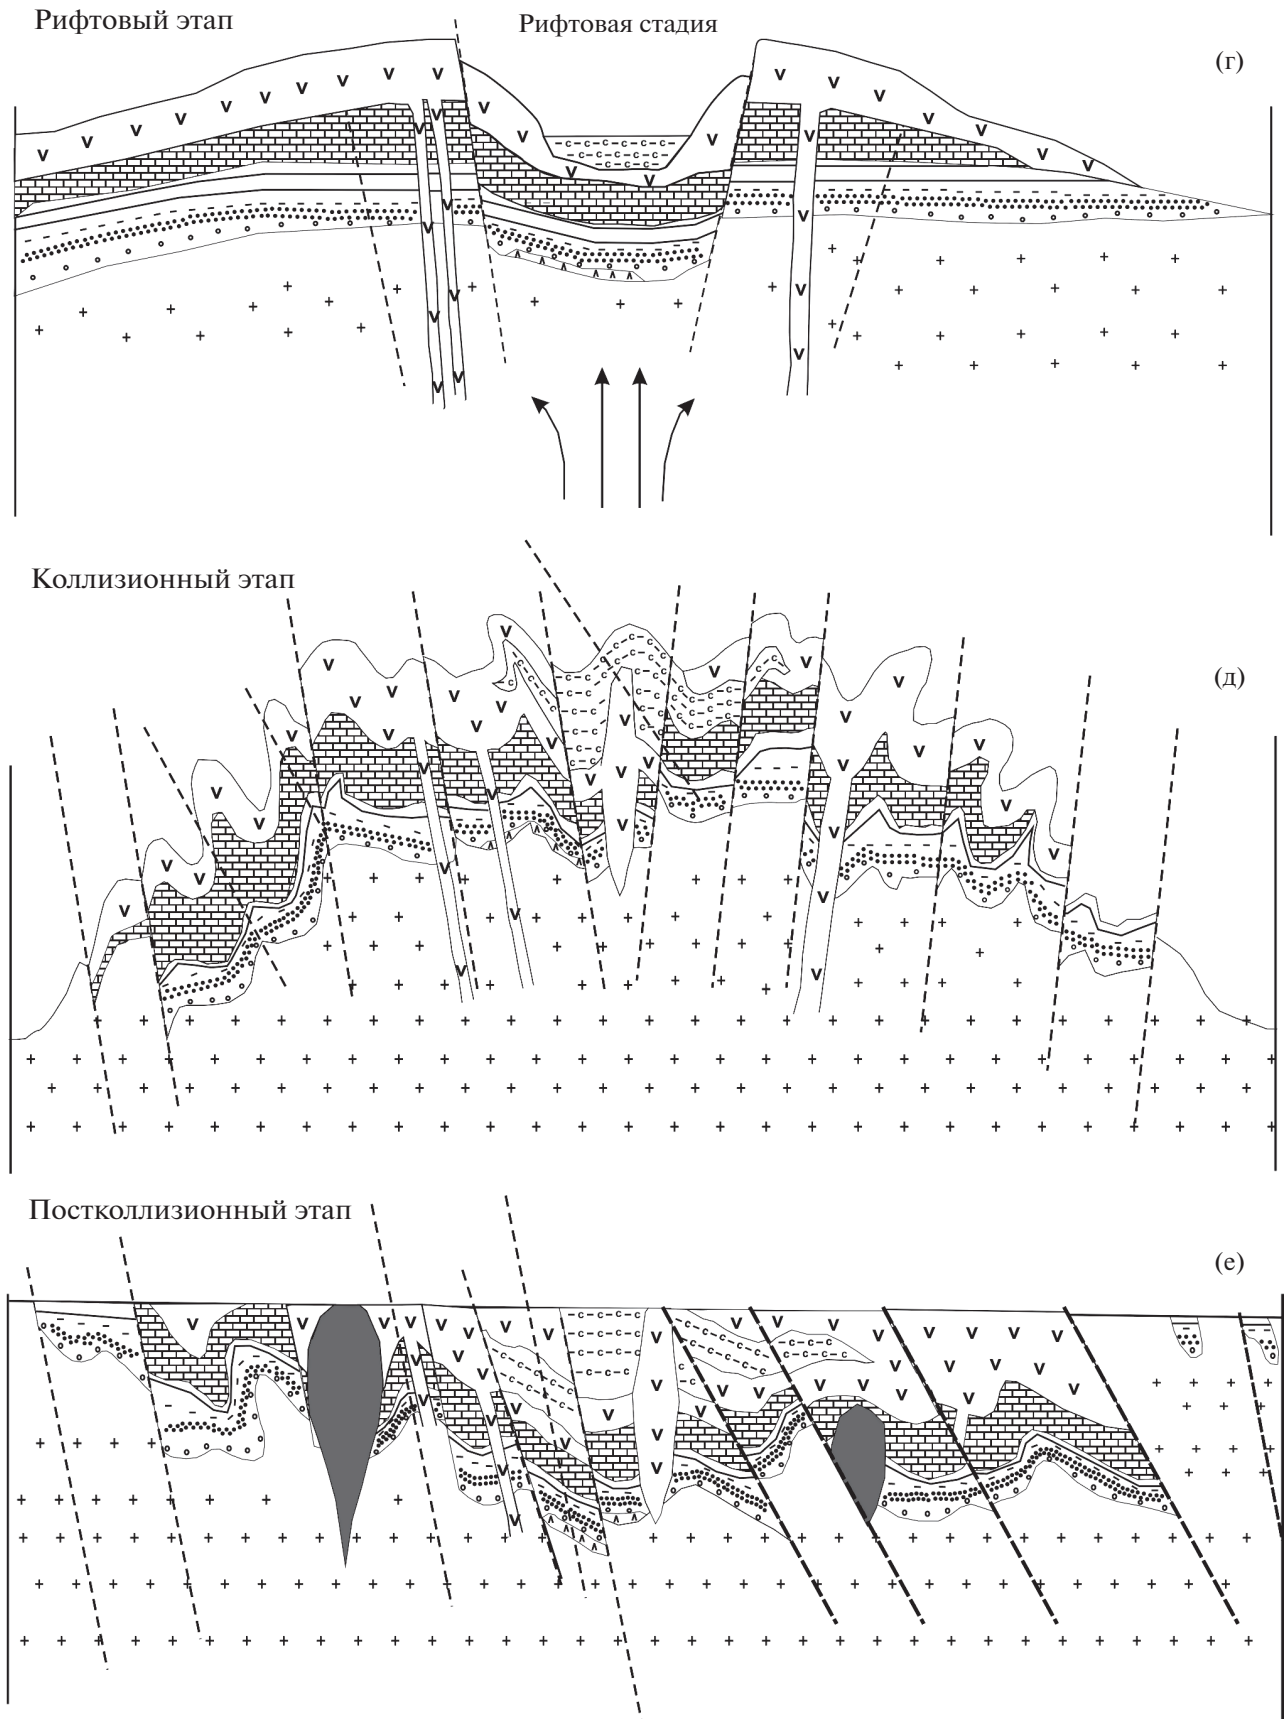 Рифтовый этап
Рифтовая стадия
(г)
Коллизионный этап
(д)
Постколлизионный этап
(е)